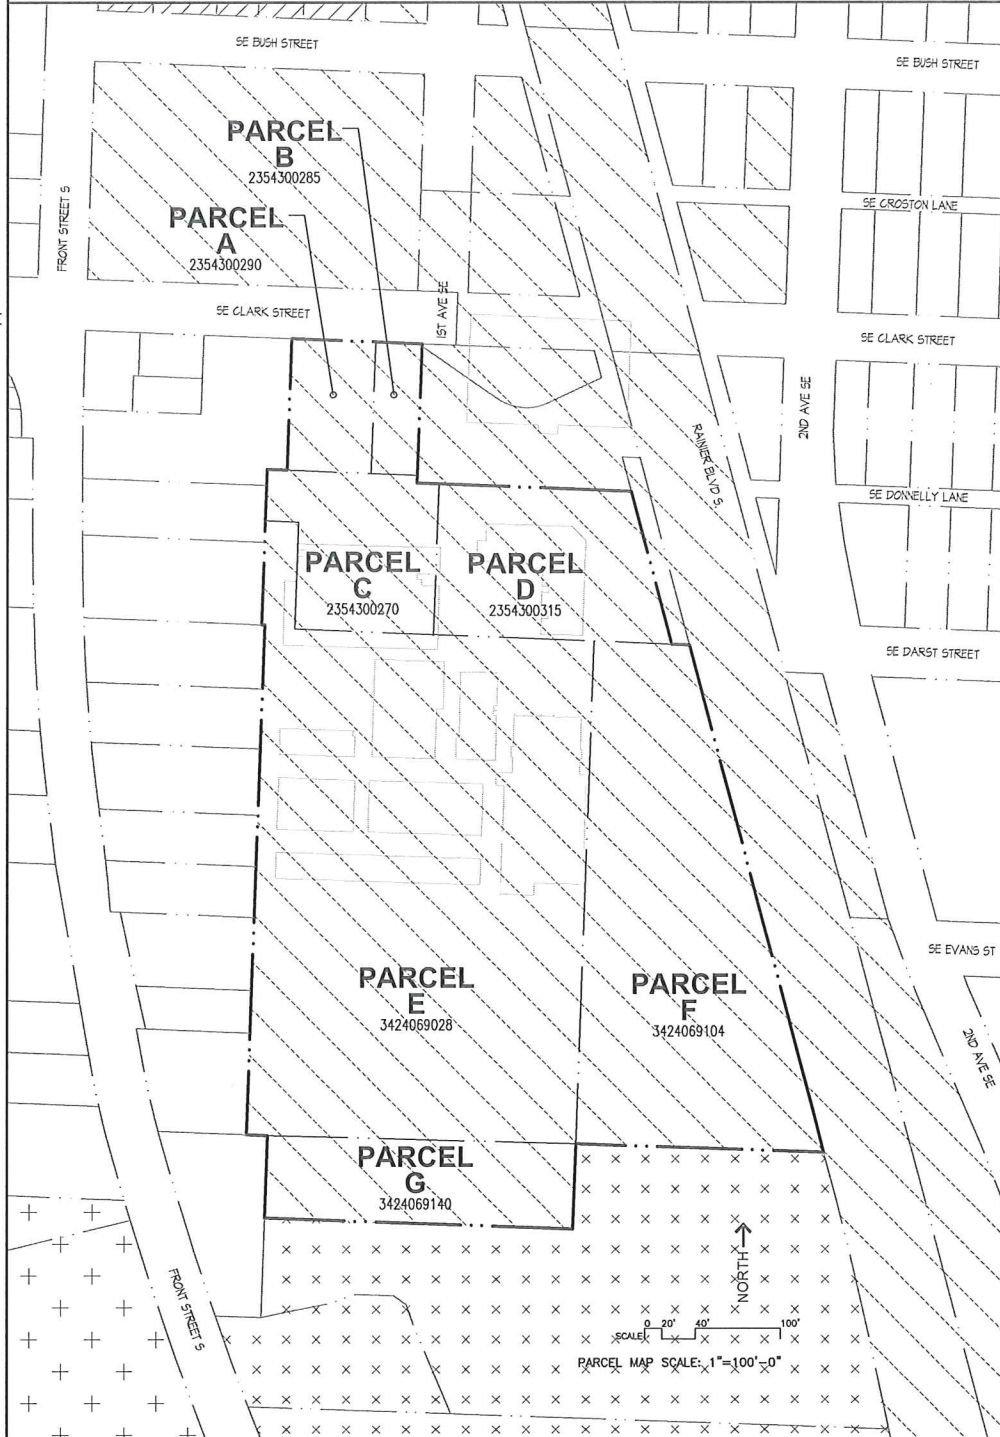 SE BUSH STREET
SE BUSH STREET
PARCEL
B
2354300285
FRONT STREET S
SE CROSTON LANE
PARCEL
A
2354300290
1ST AVE SE
SE CLARK STREET
SE CLARK STREET
2ND AVE SE
RAINIER BLVD S.
SE DONNELLY LANE
PARCEL
C
2354300270
PARCEL
D
2354300315
SE DARST STREET
SE EVANS ST
PARCEL
E
3424069028
PARCEL
F
3424069104
2ND AVE SE
PARCEL
G
3424069140
NORTH
FRONT STREET S
SCALE 0 20' 40' 100'
PARCEL MAP SCALE: 1"=100'-0"